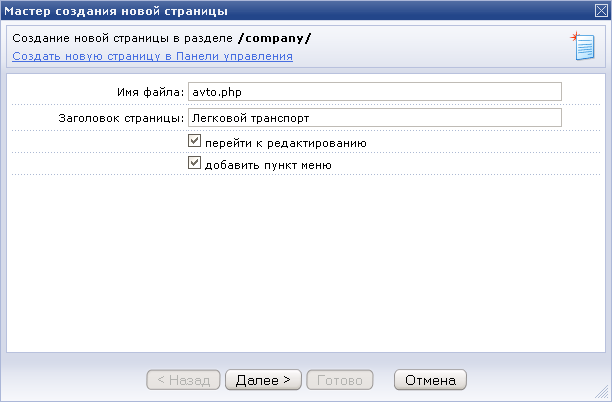 Мастер создания новой страницы
Создание новой страницы в разделе /company/
Создать новую страницу в Панели управления
Имя файла: avto.php
Заголовок страницы: Легковой транспорт
перейти к редактированию
добавить пункт меню
< Назад Далее > Готово Отмена